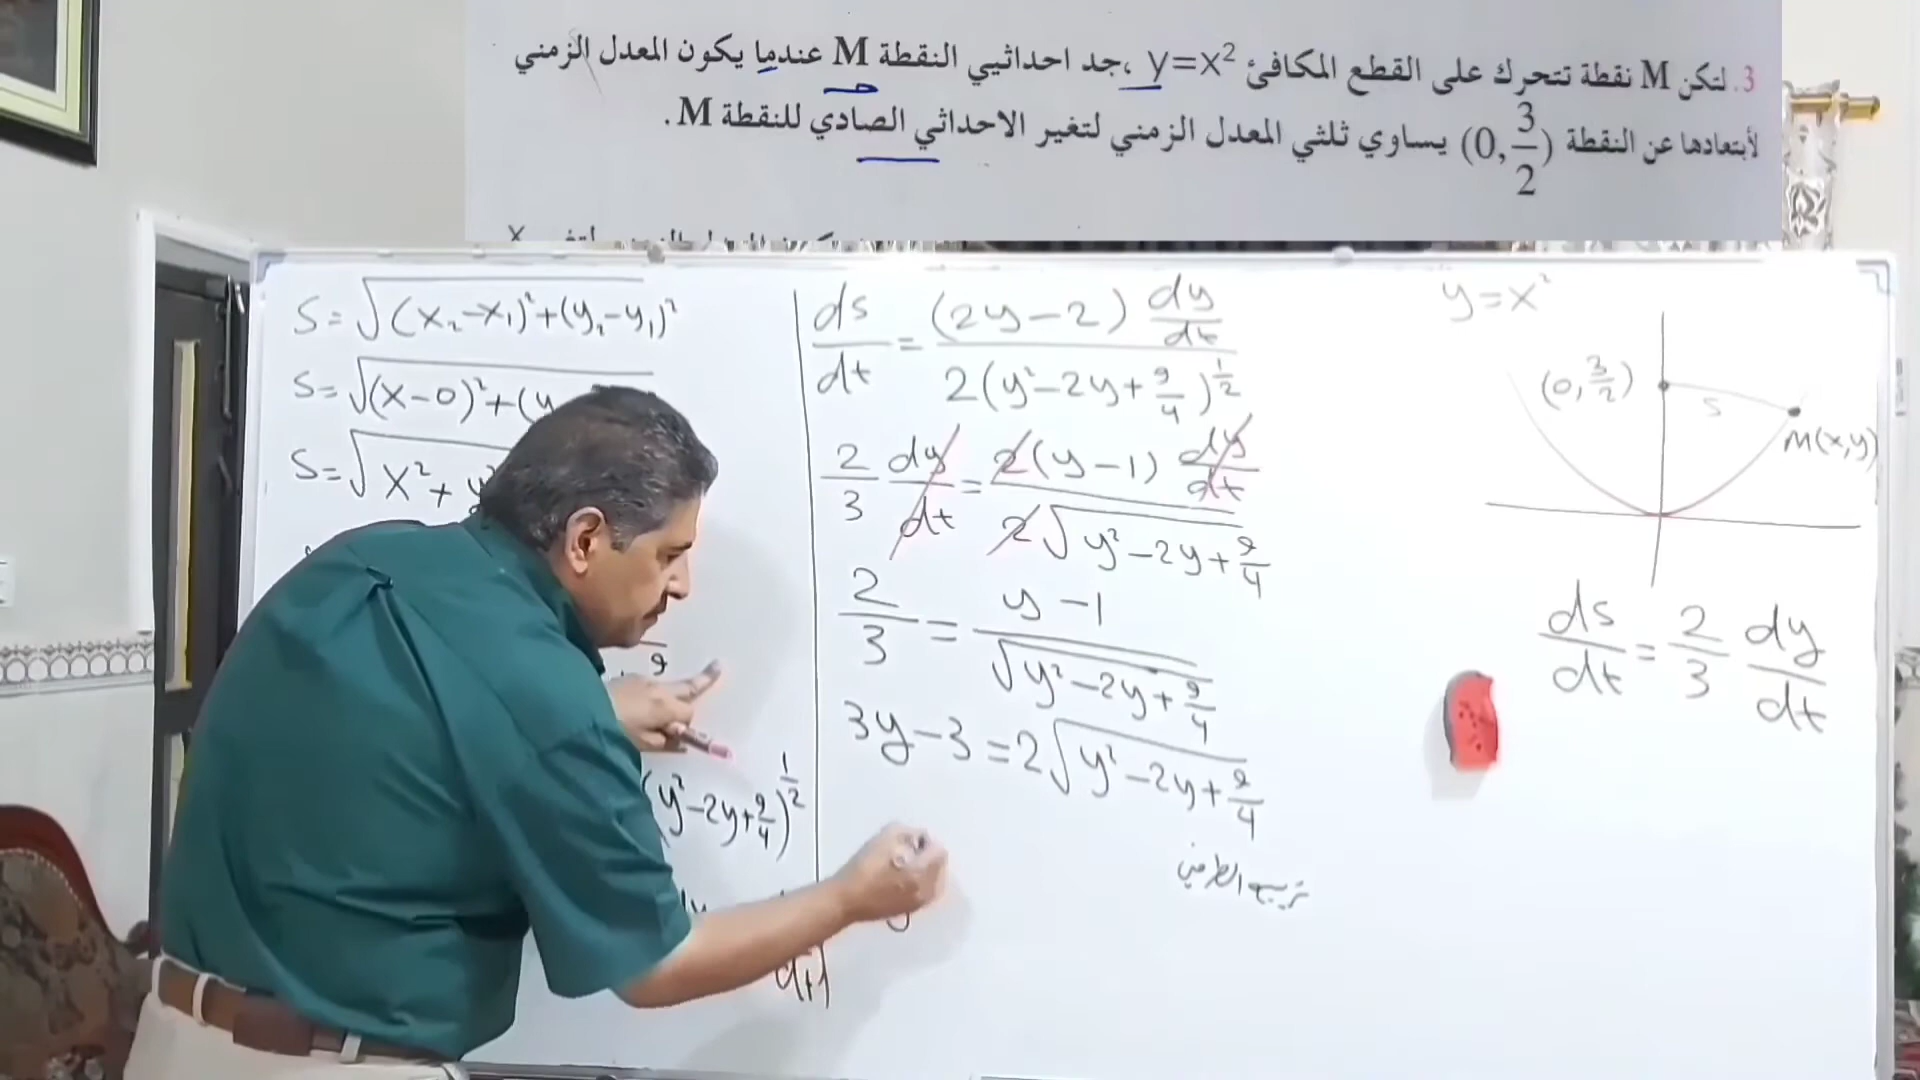 3. لتكن M نقطة تتحرك على القطع المكافئ y=x² ،جد احداثيي النقطة M عندما يكون المعدل الزمني
لأبتعادها عن النقطة (0,3/2) يساوي ثلثي المعدل الزمني لتغير الاحداثي الصادي للنقطة M .
S=√((x₂-x₁)²+(y₂-y₁)²)
S=√((x-0)²+(y
S=√(x²+y²
(y²-2y+9/4)^(1/2)
ds/dt = (2y-2) dy/dt / 2(y²-2y+9/4)^(1/2)
2/3 dy/dt = 2(y-1) dy/dt / 2√(y²-2y+9/4)
2/3 = y-1 / √(y²-2y+9/4)
3y-3=2√(y²-2y+9/4)
تربيع الطرفين
y=x²
(0,3/2)
S
M(x,y)
ds/dt = 2/3 dy/dt